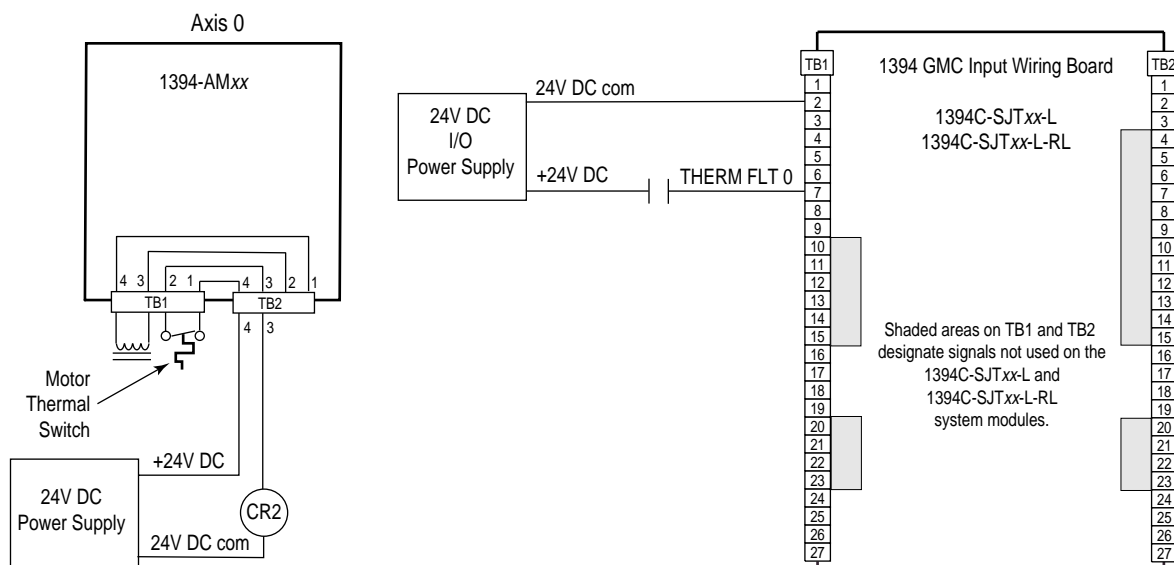 Axis 0
1394-AMxx
4 3 2 1 4 3 2 1
TB1 TB2
4 3
Motor
Thermal
Switch
+24V DC
24V DC
Power Supply
CR2
24V DC com
24V DC com
24V DC
I/O
Power Supply
+24V DC
THERM FLT 0
TB1
1
2
3
4
5
6
7
8
9
10
11
12
13
14
15
16
17
18
19
20
21
22
23
24
25
26
27
1394 GMC Input Wiring Board
1394C-SJTxx-L
1394C-SJTxx-L-RL
Shaded areas on TB1 and TB2
designate signals not used on the
1394C-SJTxx-L and
1394C-SJTxx-L-RL
system modules.
TB2
1
2
3
4
5
6
7
8
9
10
11
12
13
14
15
16
17
18
19
20
21
22
23
24
25
26
27